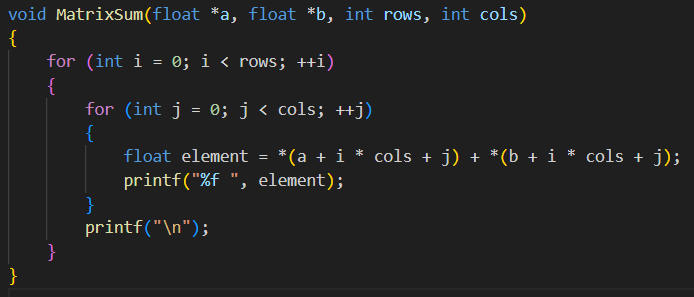 void MatrixSum(float *a, float *b, int rows, int cols)
{
    for (int i = 0; i < rows; ++i)
    {
        for (int j = 0; j < cols; ++j)
        {
            float element = *(a + i * cols + j) + *(b + i * cols + j);
            printf("%f ", element);
        }
        printf("\n");
    }
}